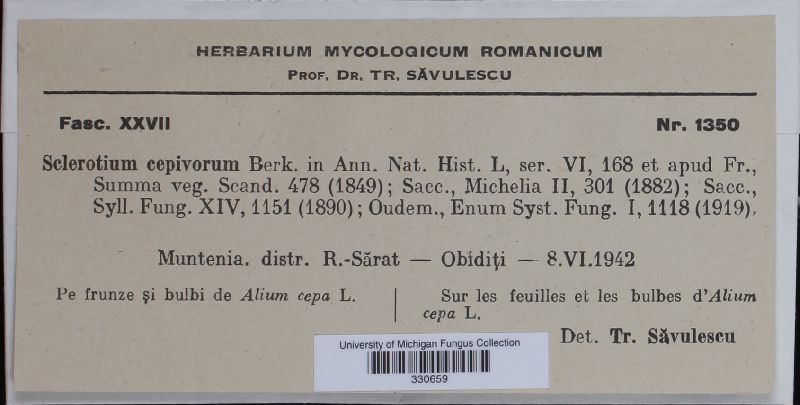 HERBARIUM MYCOLOGICUM ROMANICUM
PROF. DR. TR. SĂVULESCU
Fasc. XXVII
Nr. 1350
Sclerotium cepivorum Berk. in Ann. Nat. Hist. L, ser. VI, 168 et apud Fr.,
Summa veg. Scand. 478 (1849); Sacc., Michelia II, 301 (1882); Sacc.,
Syll. Fung. XIV, 1151 (1890); Oudem., Enum Syst. Fung. I, 1118 (1919).
Muntenia. distr. R.-Sărat — Obidiți — 8.VI.1942
Pe frunze și bulbi de Alium cepa L.
Sur les feuilles et les bulbes d'Alium
cepa L.
Det. Tr. Săvulescu
University of Michigan Fungus Collection
330659